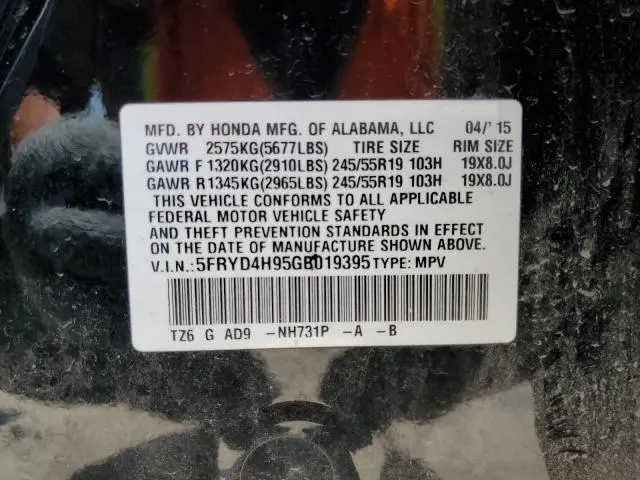 MFD. BY HONDA MFG. OF ALABAMA, LLC 04/'15
GVWR 2575KG(5677LBS) TIRE SIZE RIM SIZE
GAWR F 1320KG(2910LBS) 245/55R19 103H 19X8.0J
GAWR R 1345KG(2965LBS) 245/55R19 103H 19X8.0J
THIS VEHICLE CONFORMS TO ALL APPLICABLE
FEDERAL MOTOR VEHICLE SAFETY
AND THEFT PREVENTION STANDARDS IN EFFECT
ON THE DATE OF MANUFACTURE SHOWN ABOVE.
V.I.N.: 5FRYD4H95GB019395 TYPE: MPV
TZ6 G AD9 -NH731P -A -B